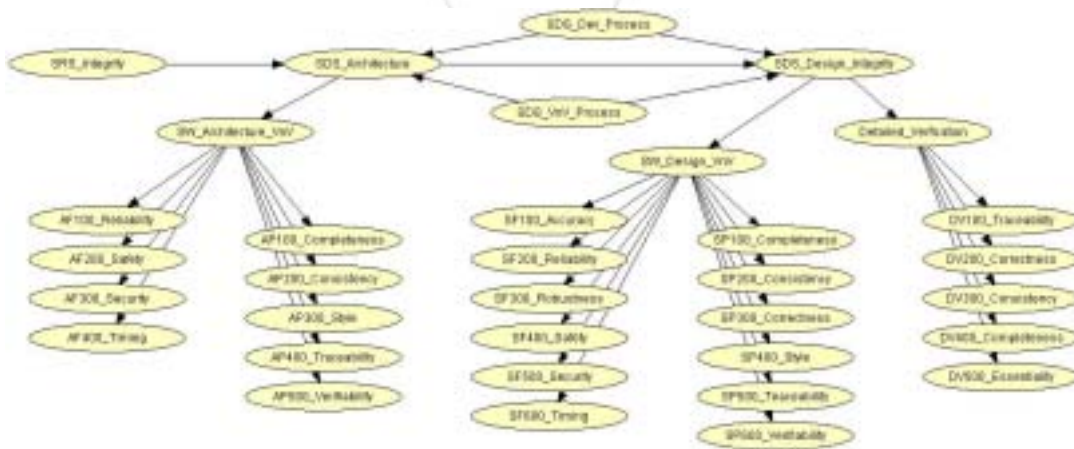 SDS_Dev_Process
SRS_Integrity
SDS_Architecture
SDS_Design_Integrity
SDS_VnV_Process
SW_Architecture_VnV
Detailed_Verification
SW_Design_VnV
AF100_Reliability
AF200_Safety
AF300_Security
AF400_Timing
AP100_Completeness
AP200_Consistency
AP300_Style
AP400_Traceability
AP500_Verifiability
SF100_Accuracy
SF200_Reliability
SF300_Robustness
SF400_Safety
SF500_Security
SF600_Timing
SP100_Completeness
SP200_Consistency
SP300_Correctness
SP400_Style
SP500_Traceability
SP600_Verifiability
DV100_Traceability
DV200_Correctness
DV300_Consistency
DV400_Completeness
DV500_Essentiality